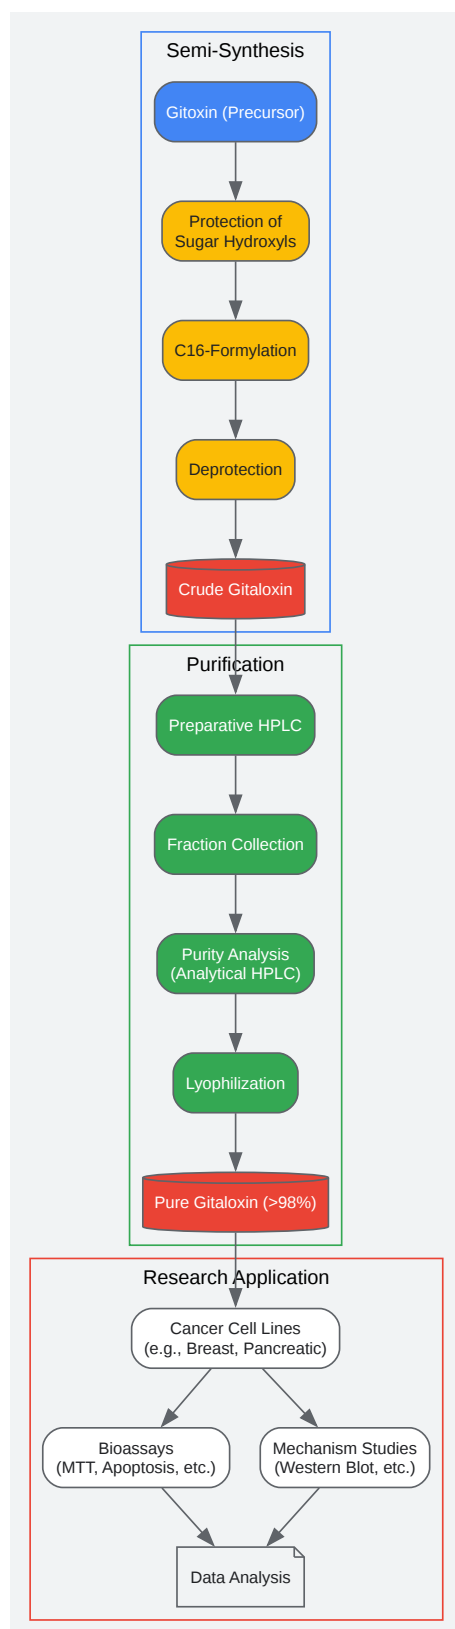 Semi-Synthesis
Gitoxin (Precursor)
Protection of
Sugar Hydroxyls
C16-Formylation
Deprotection
Crude Gitaloxin
Purification
Preparative HPLC
Fraction Collection
Purity Analysis
(Analytical HPLC)
Lyophilization
Pure Gitaloxin (>98%)
Research Application
Cancer Cell Lines
(e.g., Breast, Pancreatic)
Bioassays
(MTT, Apoptosis, etc.)
Mechanism Studies
(Western Blot, etc.)
Data Analysis